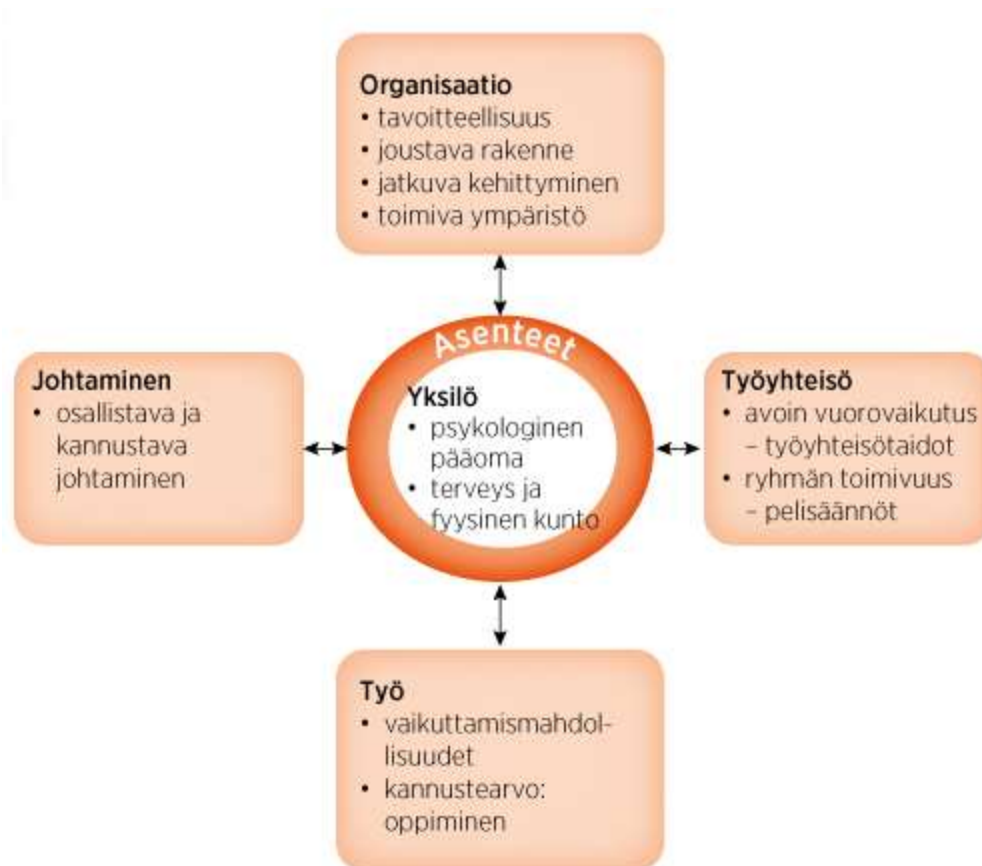 Organisaatio
• tavoitteellisuus
• joustava rakenne
• jatkuva kehittyminen
• toimiva ympäristö
Johtaminen
• osallistava ja
kannustava
johtaminen
Asenteet
Yksilö
• psykologinen
pääoma
• terveys ja
fyysinen kunto
Työyhteisö
• avoin vuorovaikutus
– työyhteisötaidot
• ryhmän toimivuus
– pelisäännöt
Työ
• vaikuttamismahdol-
lisuudet
• kannustearvo:
oppiminen